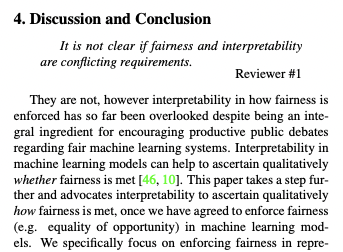 4. Discussion and Conclusion
It is not clear if fairness and interpretability
are conflicting requirements.
Reviewer #1
They are not, however interpretability in how fairness is
enforced has so far been overlooked despite being an inte-
gral ingredient for encouraging productive public debates
regarding fair machine learning systems. Interpretability in
machine learning models can help to ascertain qualitatively
whether fairness is met [46, 10]. This paper takes a step fur-
ther and advocates interpretability to ascertain qualitatively
how fairness is met, once we have agreed to enforce fairness
(e.g. equality of opportunity) in machine learning mod-
els. We specifically focus on enforcing fairness in repre-